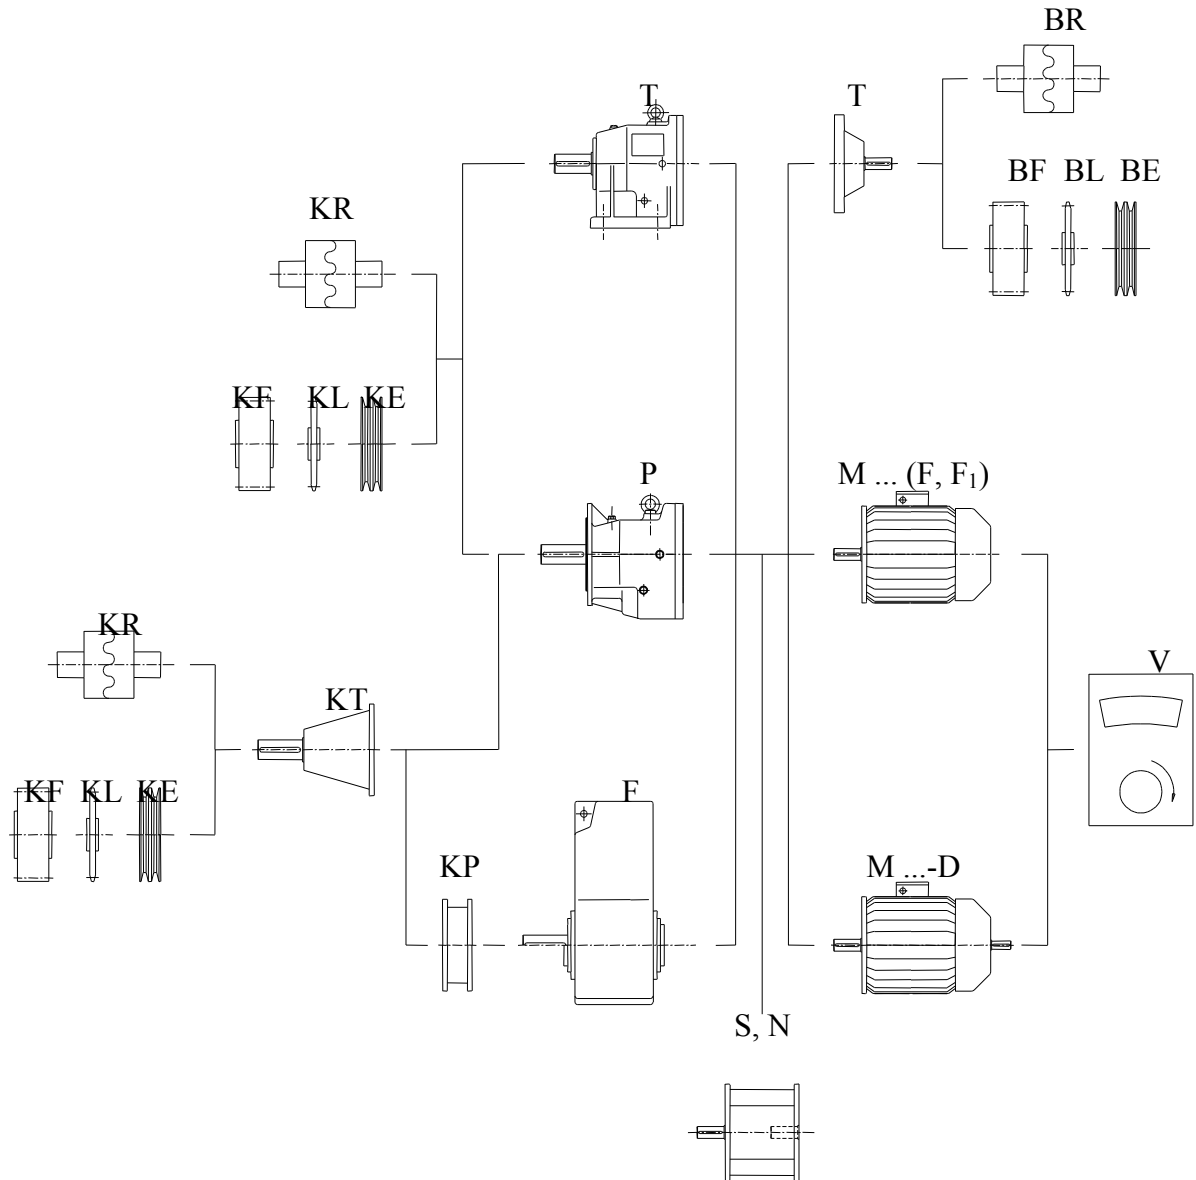 BR
T T
BF BL BE
KR
KF KL KE
P M ... (F, F₁)
KR
V
KT
KF KL KE F
KP M ...-D
S, N